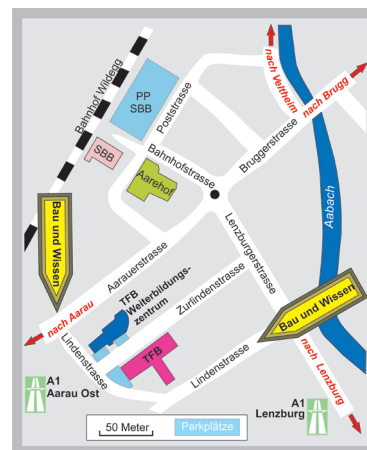 Bahnhof Wildegg
PP
SBB
Poststrasse
nach Veltheim
nach Brugg
SBB
Bahnhofstrasse
Bruggerstrasse
Aarehof
Aabach
Bau und Wissen
Aarauerstrasse
Lenzburgerstrasse
TFB
Weiterbildungs-
zentrum
Zurlindenstrasse
Bau und Wissen
nach Aarau
Lindenstrasse
TFB
Lindenstrasse
nach Lenzburg
A1
Aarau Ost
A1
Lenzburg
50 Meter
Parkplätze